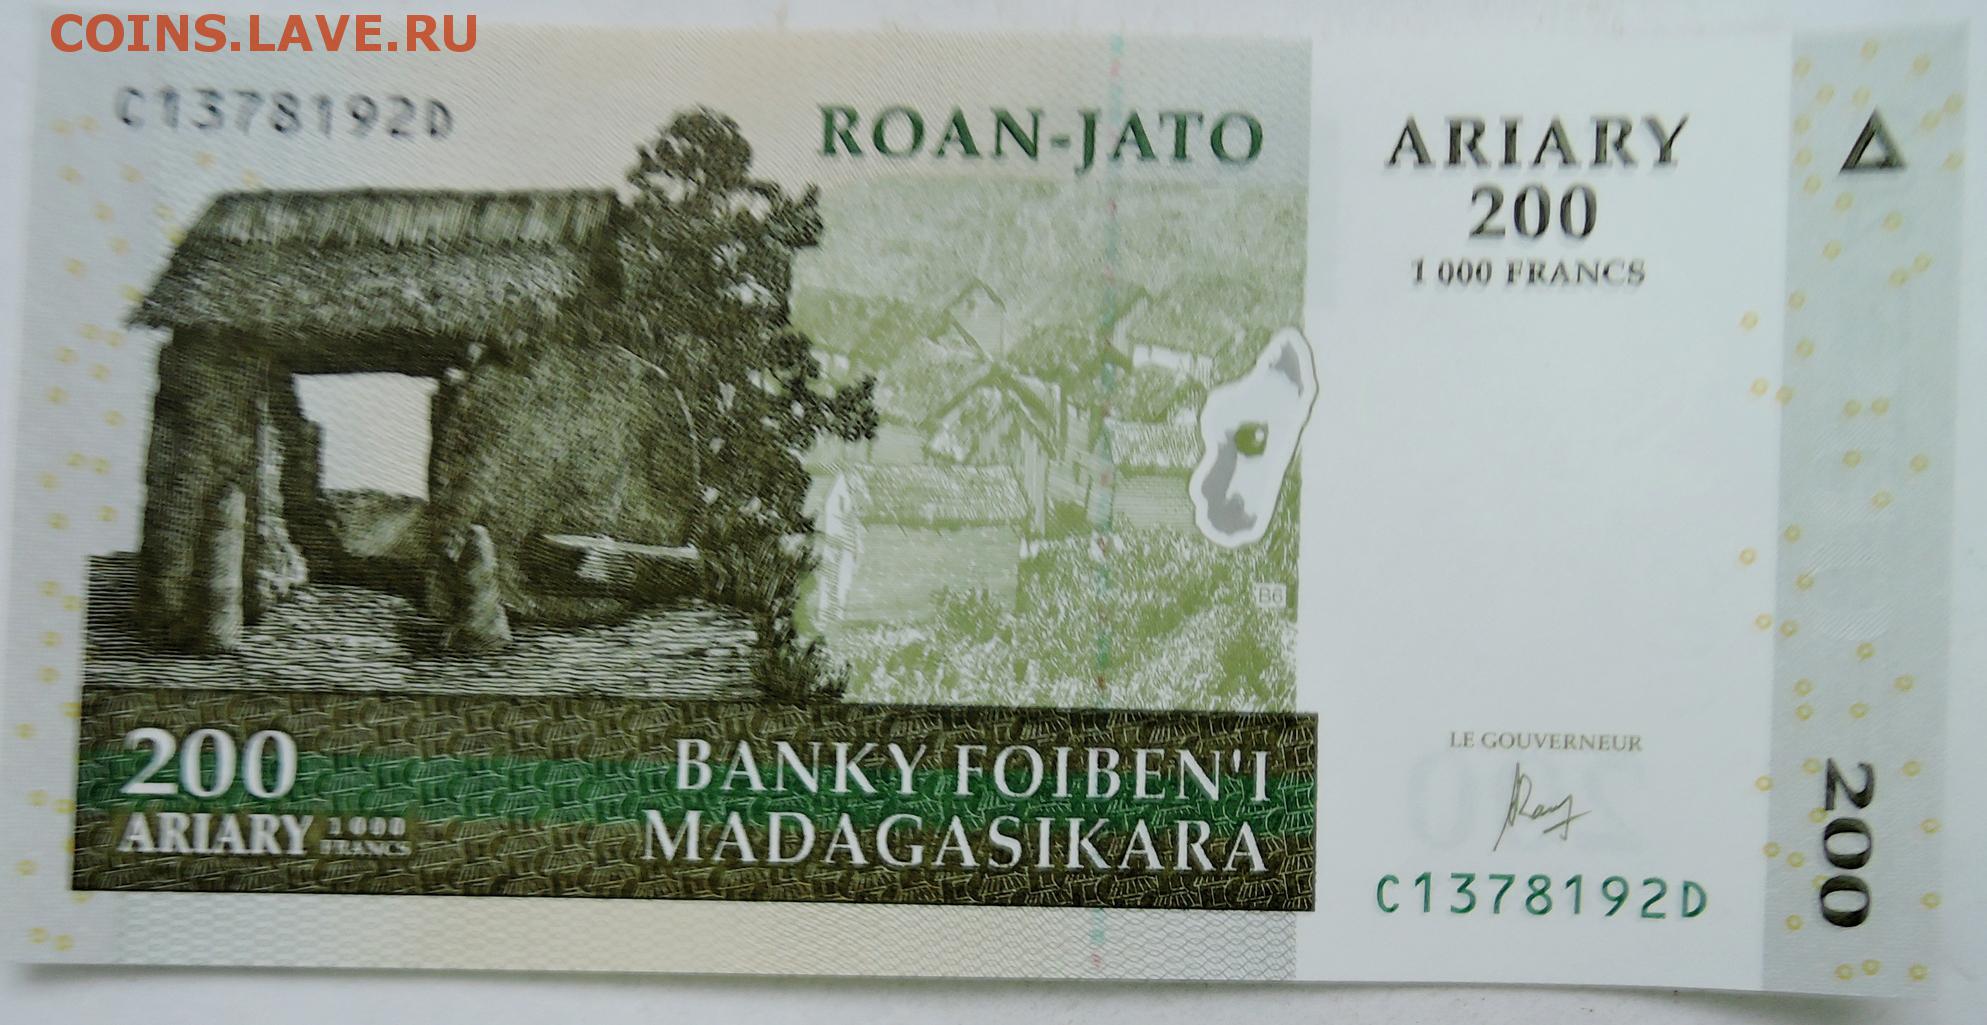 COINS.LAVE.RU
C1378192D
ROAN-JATO
ARIARY
200
1 000 FRANCS
B6
200
ARIARY 1 000
FRANCS
BANKY FOIBEN'I
MADAGASIKARA
LE GOUVERNEUR
C1378192D
200